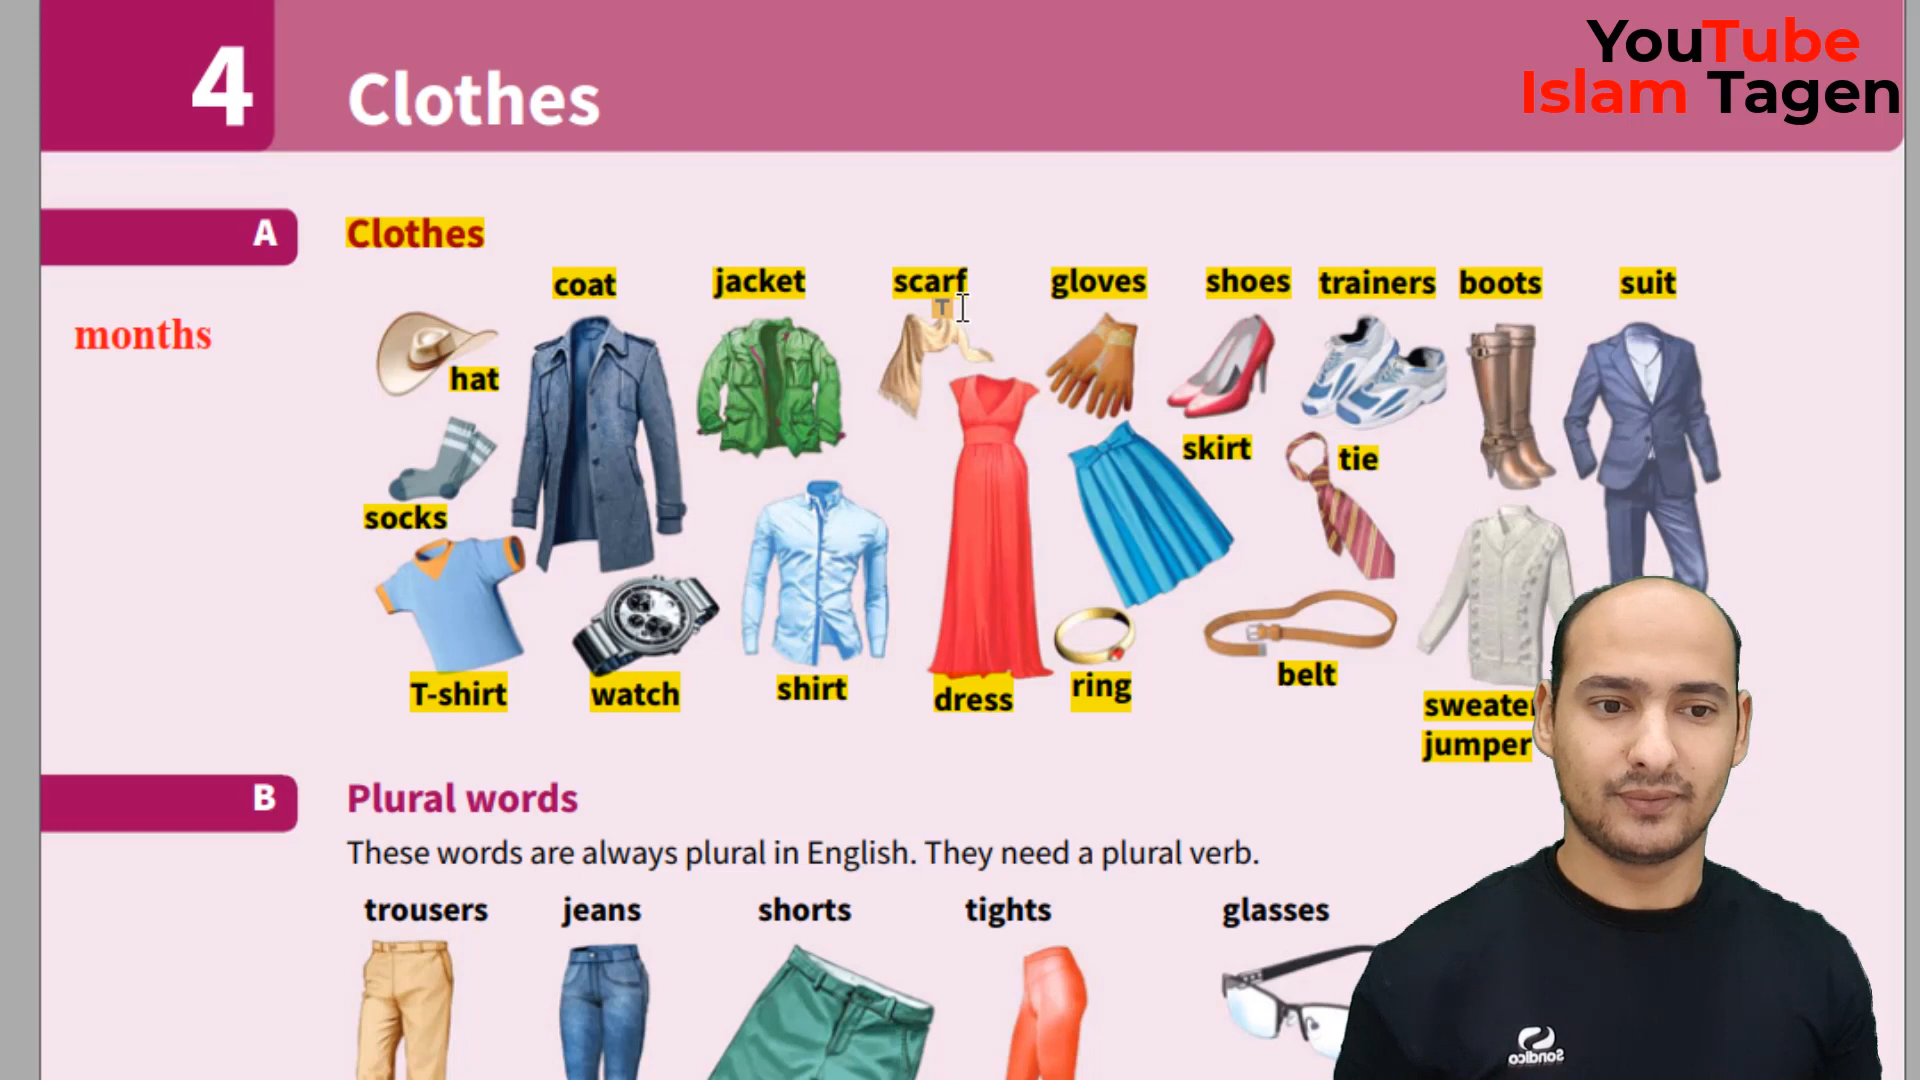 YouTube
Islam Tagen
4
Clothes
A
Clothes
months
coat
jacket
scarf
gloves
shoes
trainers
boots
suit
T
hat
skirt
tie
socks
T-shirt
watch
shirt
dress
ring
belt
sweater
jumper
B
Plural words
These words are always plural in English. They need a plural verb.
trousers
jeans
shorts
tights
glasses
Sondico